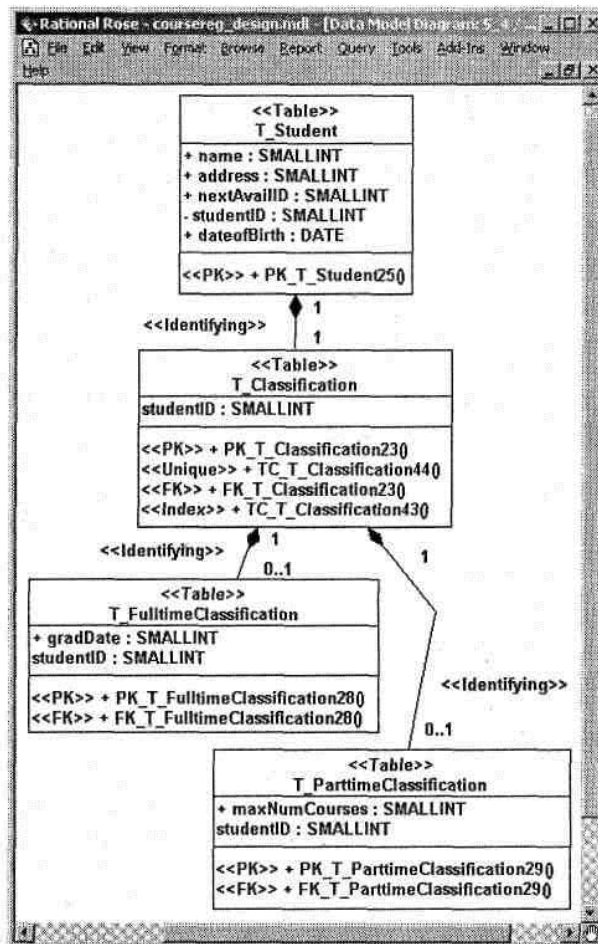 Rational Rose - coursereg_design.mdl - [Data Model Diagram: 5_4 / ...
File Edit View Format Browse Report Query Tools Add-Ins Window
Help
<<Table>>
T_Student
+ name : SMALLINT
+ address : SMALLINT
+ nextAvailID : SMALLINT
- studentID : SMALLINT
+ dateofBirth : DATE
<<PK>> + PK_T_Student25()
1
<<Identifying>>
1
<<Table>>
T_Classification
studentID : SMALLINT
<<PK>> + PK_T_Classification23()
<<Unique>> + TC_T_Classification44()
<<FK>> + FK_T_Classification23()
<<Index>> + TC_T_Classification43()
<<Identifying>>
1
1
0..1
<<Table>>
T_FulltimeClassification
+ gradDate : SMALLINT
studentID : SMALLINT
<<PK>> + PK_T_FulltimeClassification28()
<<FK>> + FK_T_FulltimeClassification28()
<<Identifying>>
0..1
<<Table>>
T_ParttimeClassification
+ maxNumCourses : SMALLINT
studentID : SMALLINT
<<PK>> + PK_T_ParttimeClassification29()
<<FK>> + FK_T_ParttimeClassification29()